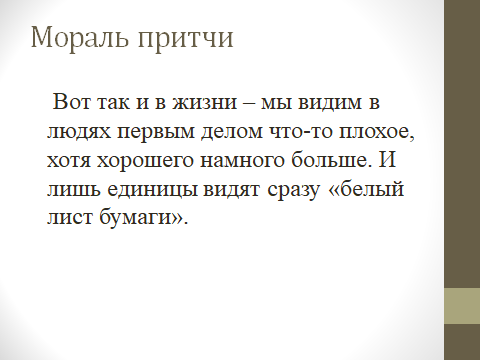 Мораль притчи
Вот так и в жизни – мы видим в
людях первым делом что-то плохое,
хотя хорошего намного больше. И
лишь единицы видят сразу «белый
лист бумаги».